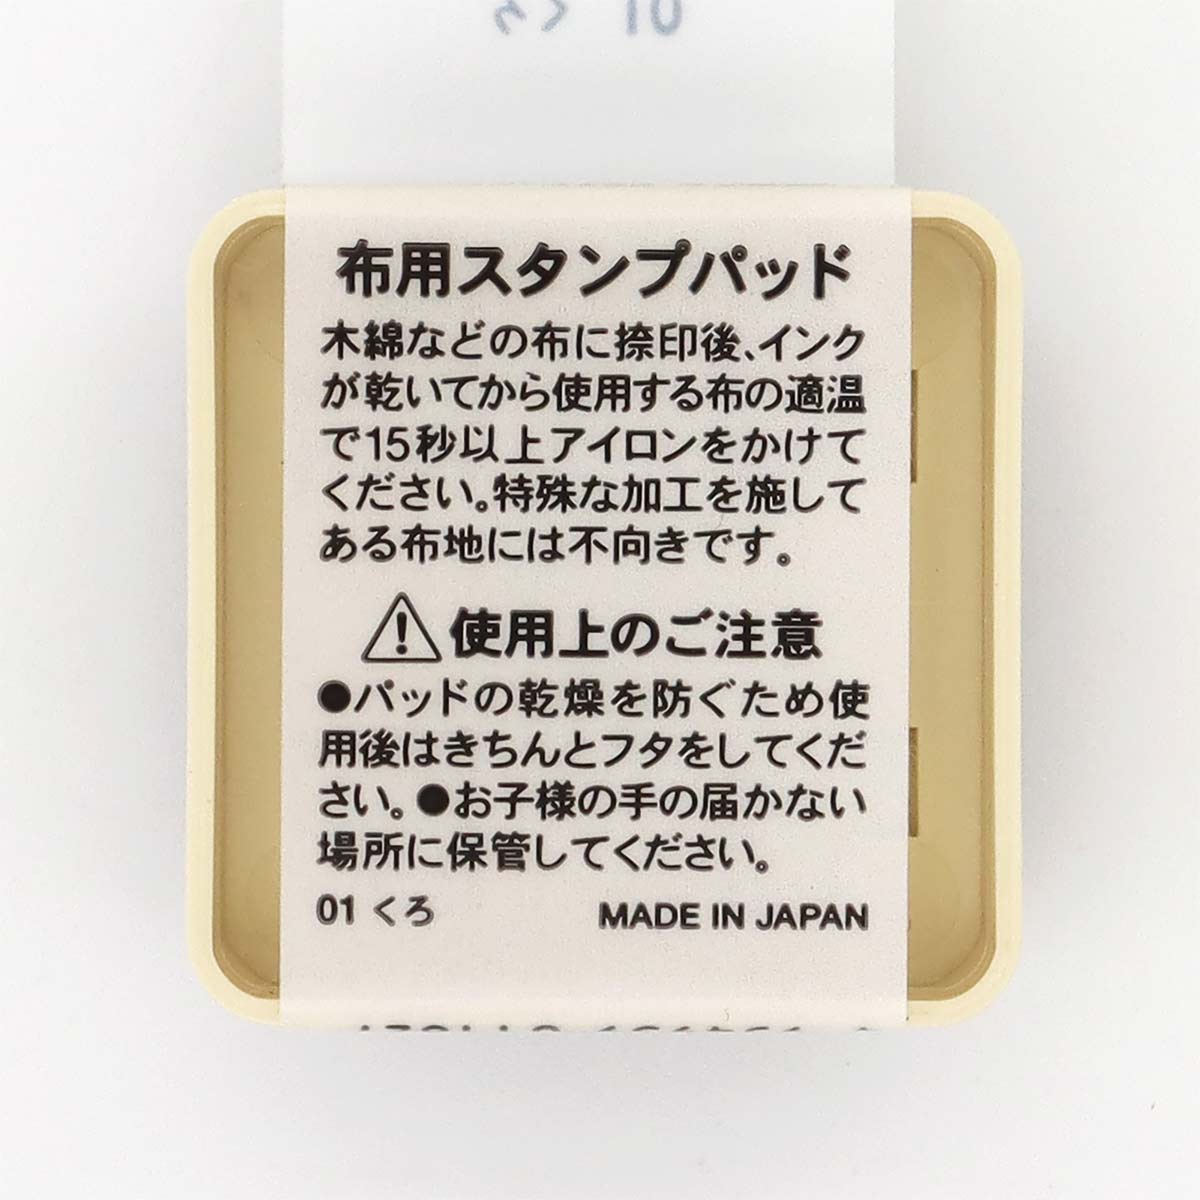 01 くろ
布用スタンプパッド
木綿などの布に捺印後、インク
が乾いてから使用する布の適温
で15秒以上アイロンをかけて
ください。特殊な加工を施して
ある布地には不向きです。
使用上のご注意
●パッドの乾燥を防ぐため使
用後はきちんとフタをしてくだ
さい。●お子様の手の届かない
場所に保管してください。
01 くろ MADE IN JAPAN